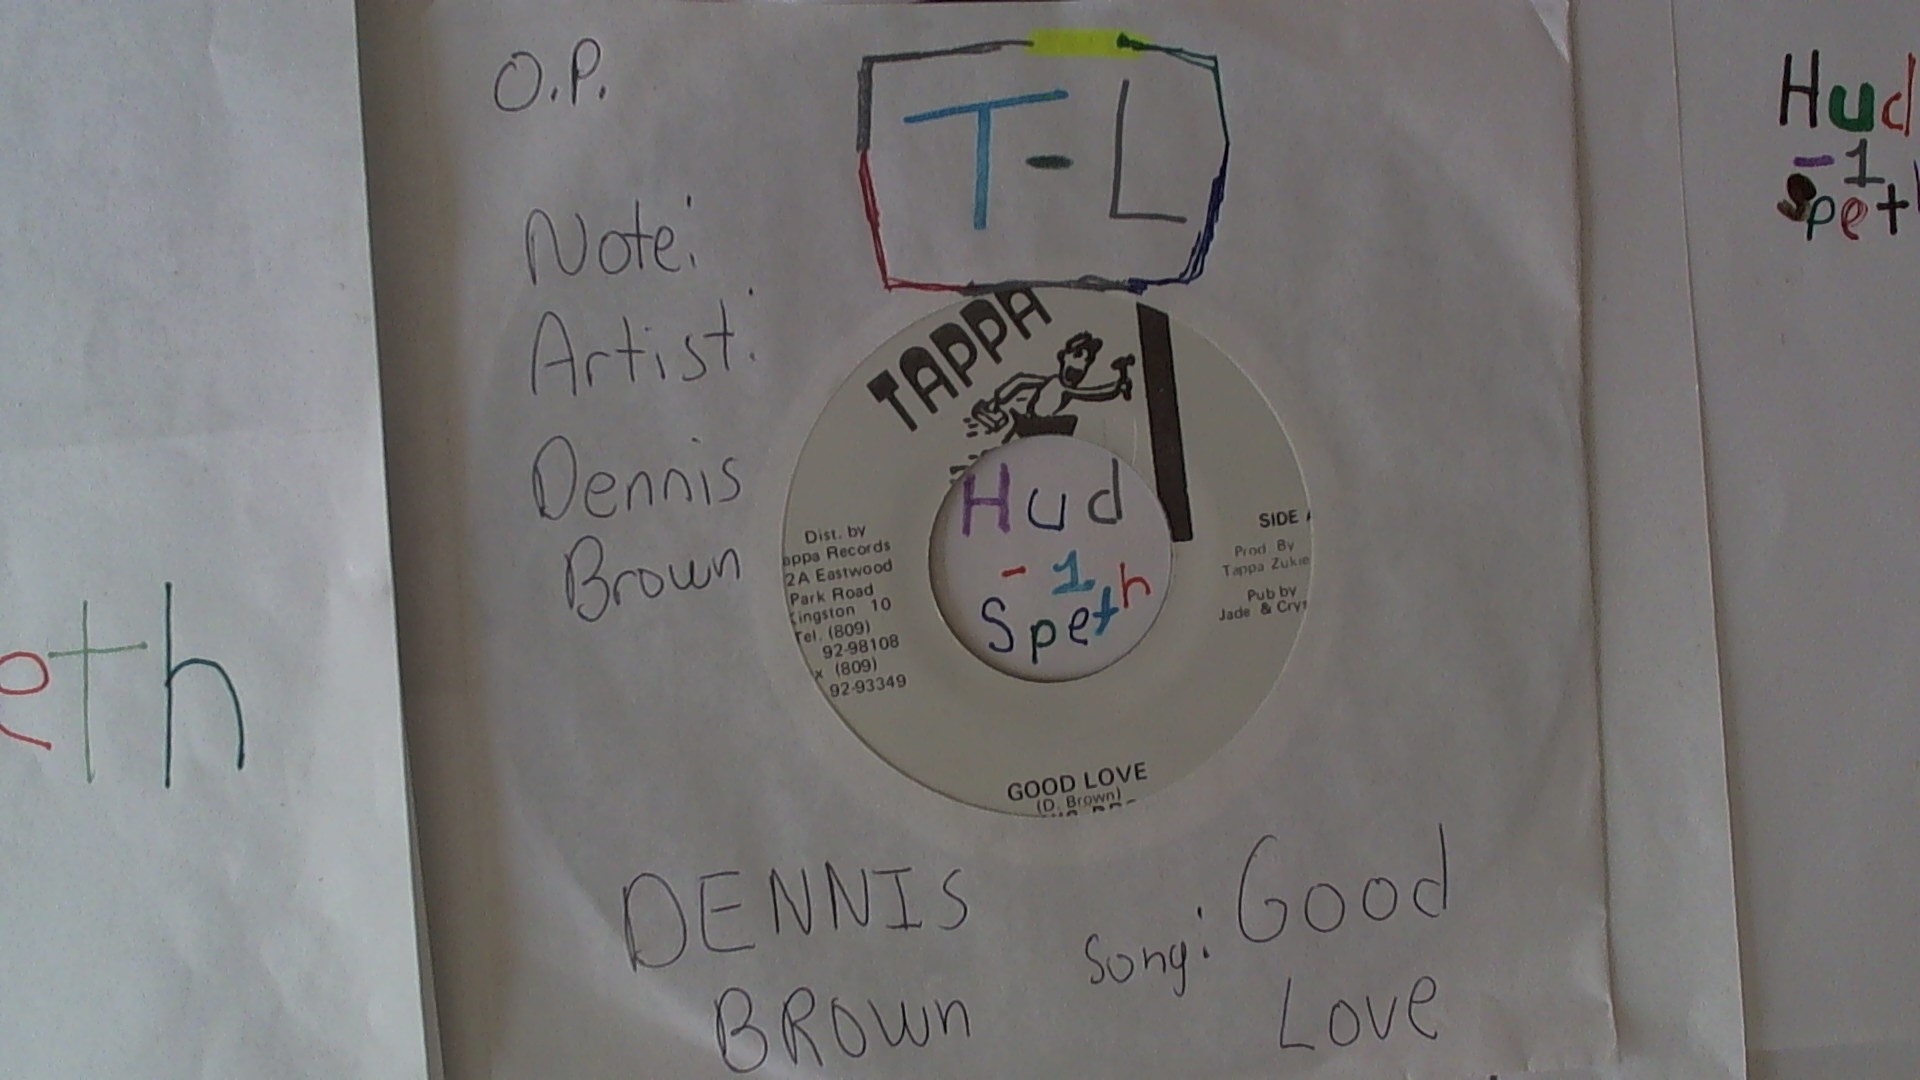 O.P.
T-L
Note:
Artist:
Dennis
Brown
TAPPA
Hud
-1
Speth
Dist. by
appa Records
2A Eastwood
Park Road
ingston 10
Tel. (809)
92-98108
x (809)
92-93349
SIDE
Prod. By
Tappa Zukie
Pub by
Jade & Crys
GOOD LOVE
(D. Brown)
DENNIS
BROWN
Song: Good
Love
eth
Hud
-1
Speth